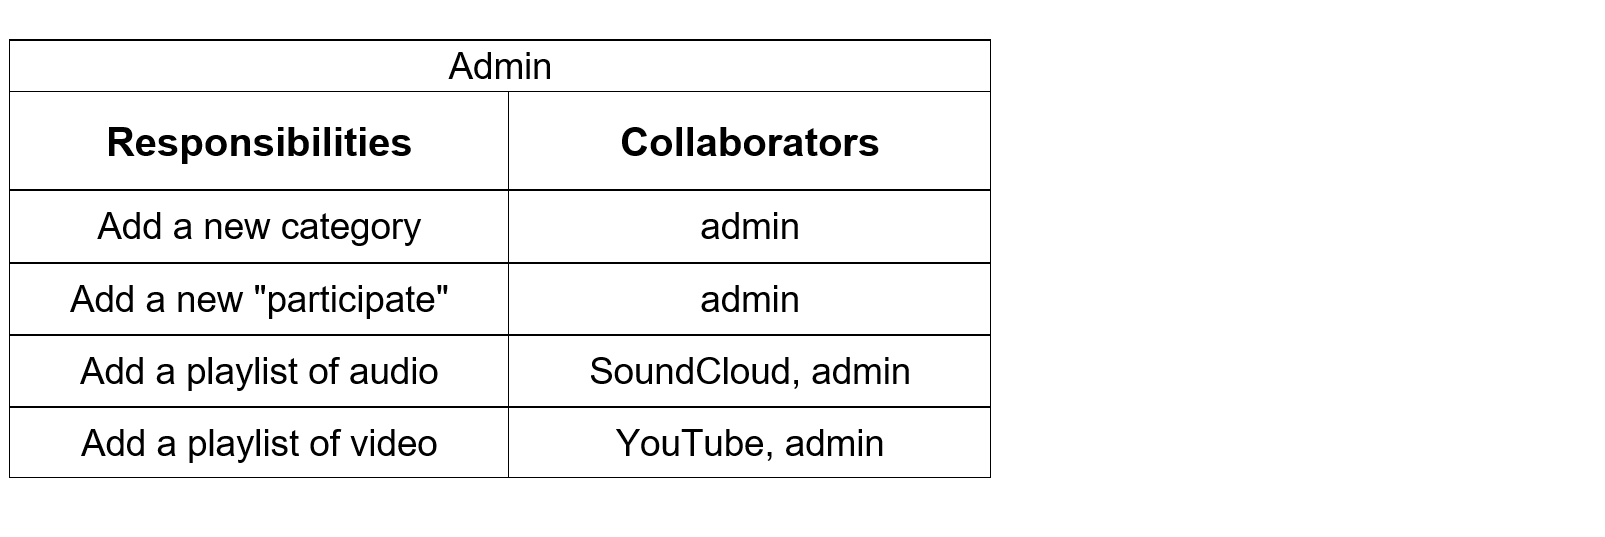 Admin
Responsibilities Collaborators
Add a new category admin
Add a new "participate" admin
Add a playlist of audio SoundCloud, admin
Add a playlist of video YouTube, admin